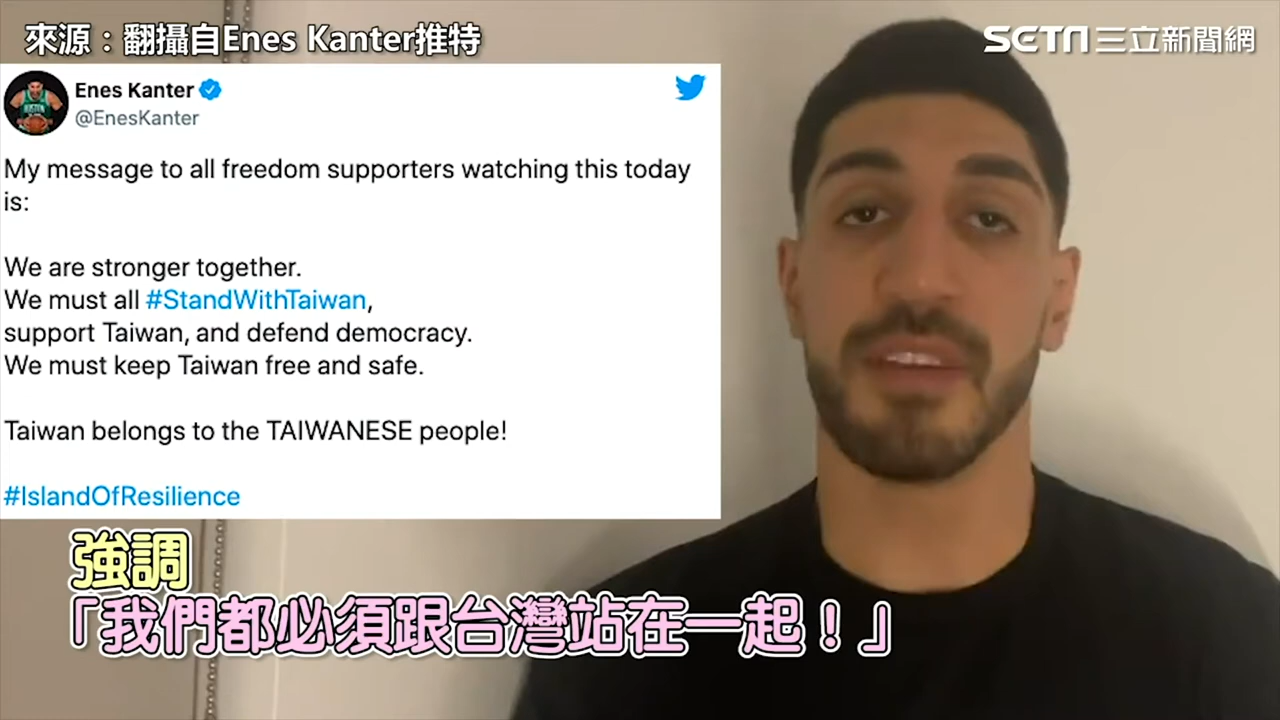 來源：翻攝自Enes Kanter推特
SETN三立新聞網
Enes Kanter
@EnesKanter
My message to all freedom supporters watching this today
is:
We are stronger together.
We must all #StandWithTaiwan,
support Taiwan, and defend democracy.
We must keep Taiwan free and safe.
Taiwan belongs to the TAIWANESE people!
#IslandOfResilience
強調
「我們都必須跟台灣站在一起！」